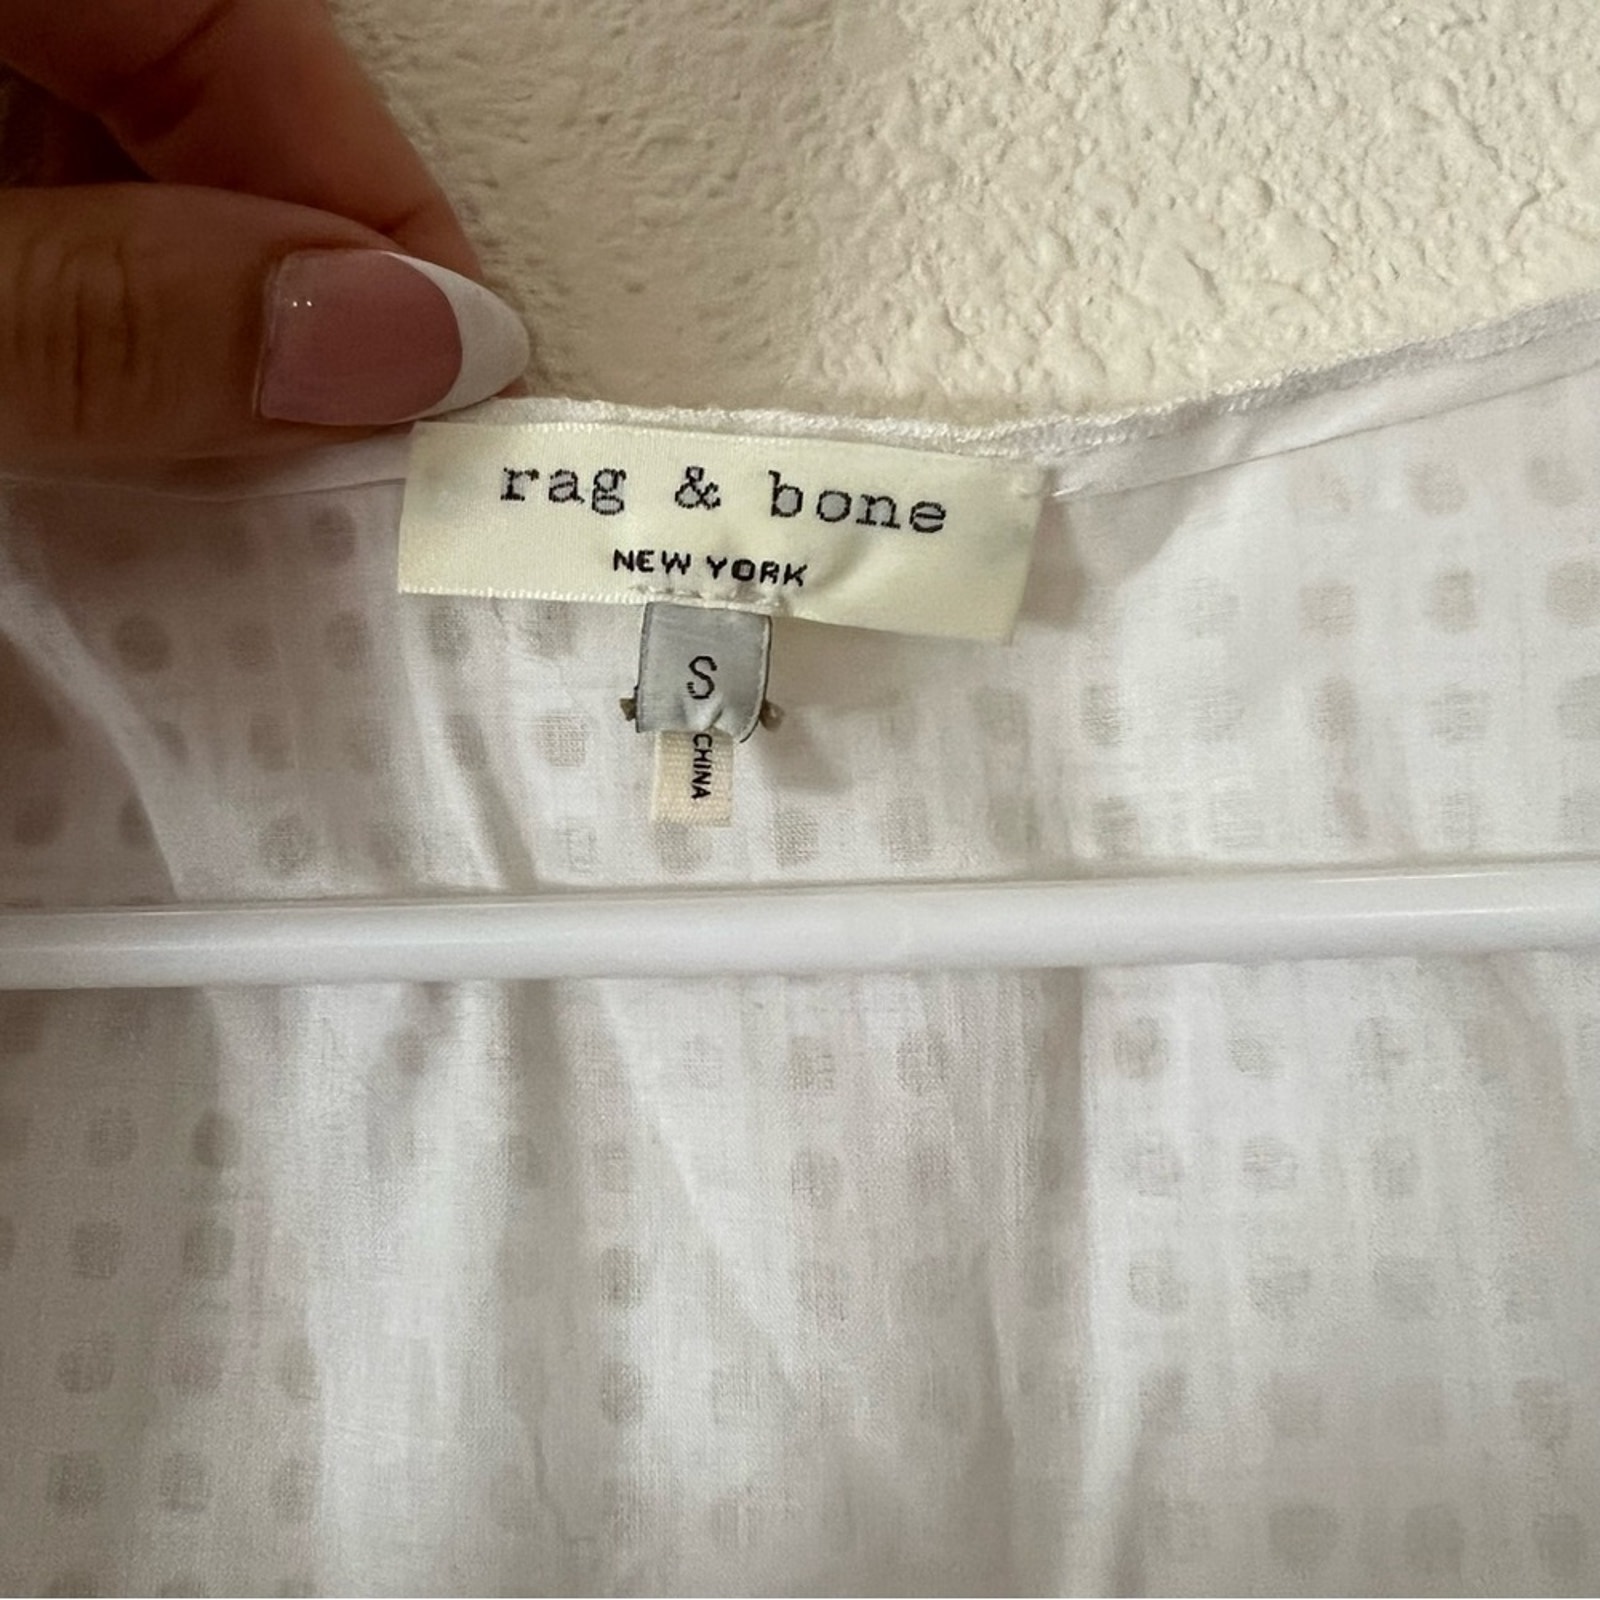 rag & bone
NEW YORK
S
CHINA